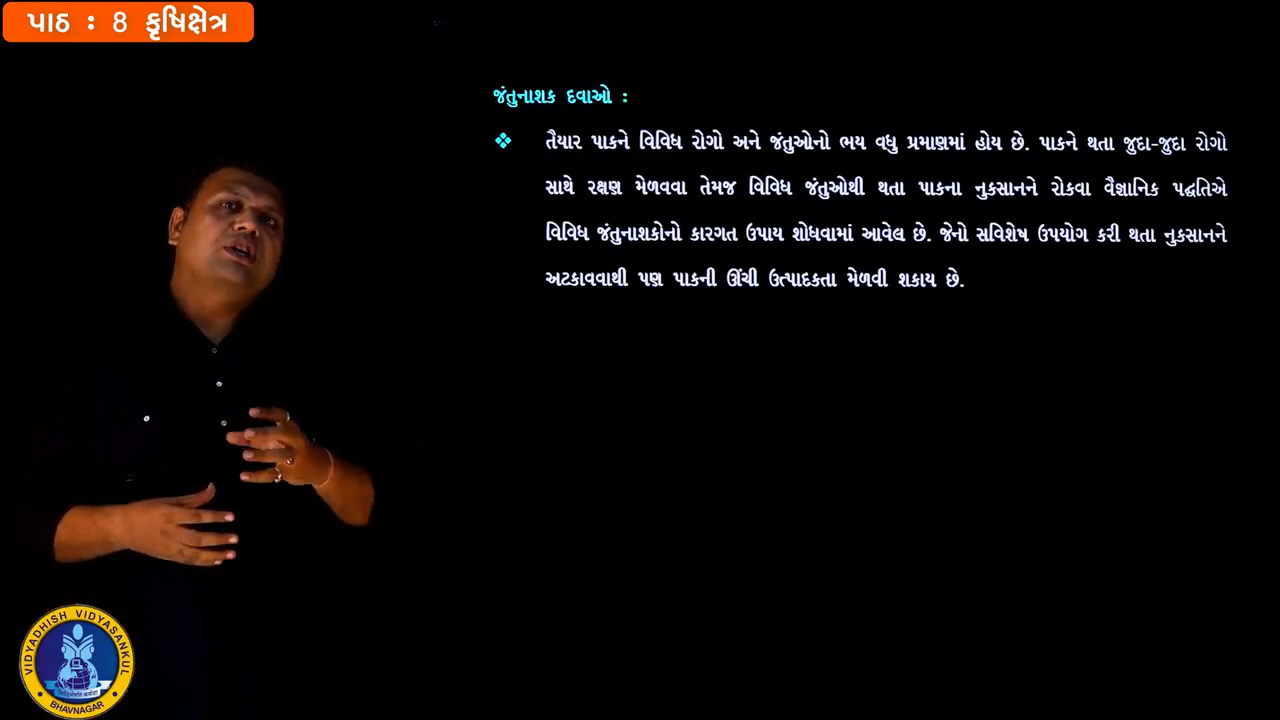 પાઠ : 8 કૃષિક્ષેત્ર
જંતુનાશક દવાઓ :
❖ તૈયાર પાકને વિવિધ રોગો અને જંતુઓનો ભય વધુ પ્રમાણમાં હોય છે. પાકને થતા જુદા-જુદા રોગો
સાથે રક્ષણ મેળવવા તેમજ વિવિધ જંતુઓથી થતા પાકના નુકસાનને રોકવા વૈજ્ઞાનિક પદ્ધતિએ
વિવિધ જંતુનાશકોનો કારગત ઉપાય શોધવામાં આવેલ છે. જેનો સવિશેષ ઉપયોગ કરી થતા નુકસાનને
અટકાવવાથી પણ પાકની ઊંચી ઉત્પાદકતા મેળવી શકાય છે.
VIDYADHISH VIDYASANKUL
BHAVNAGAR